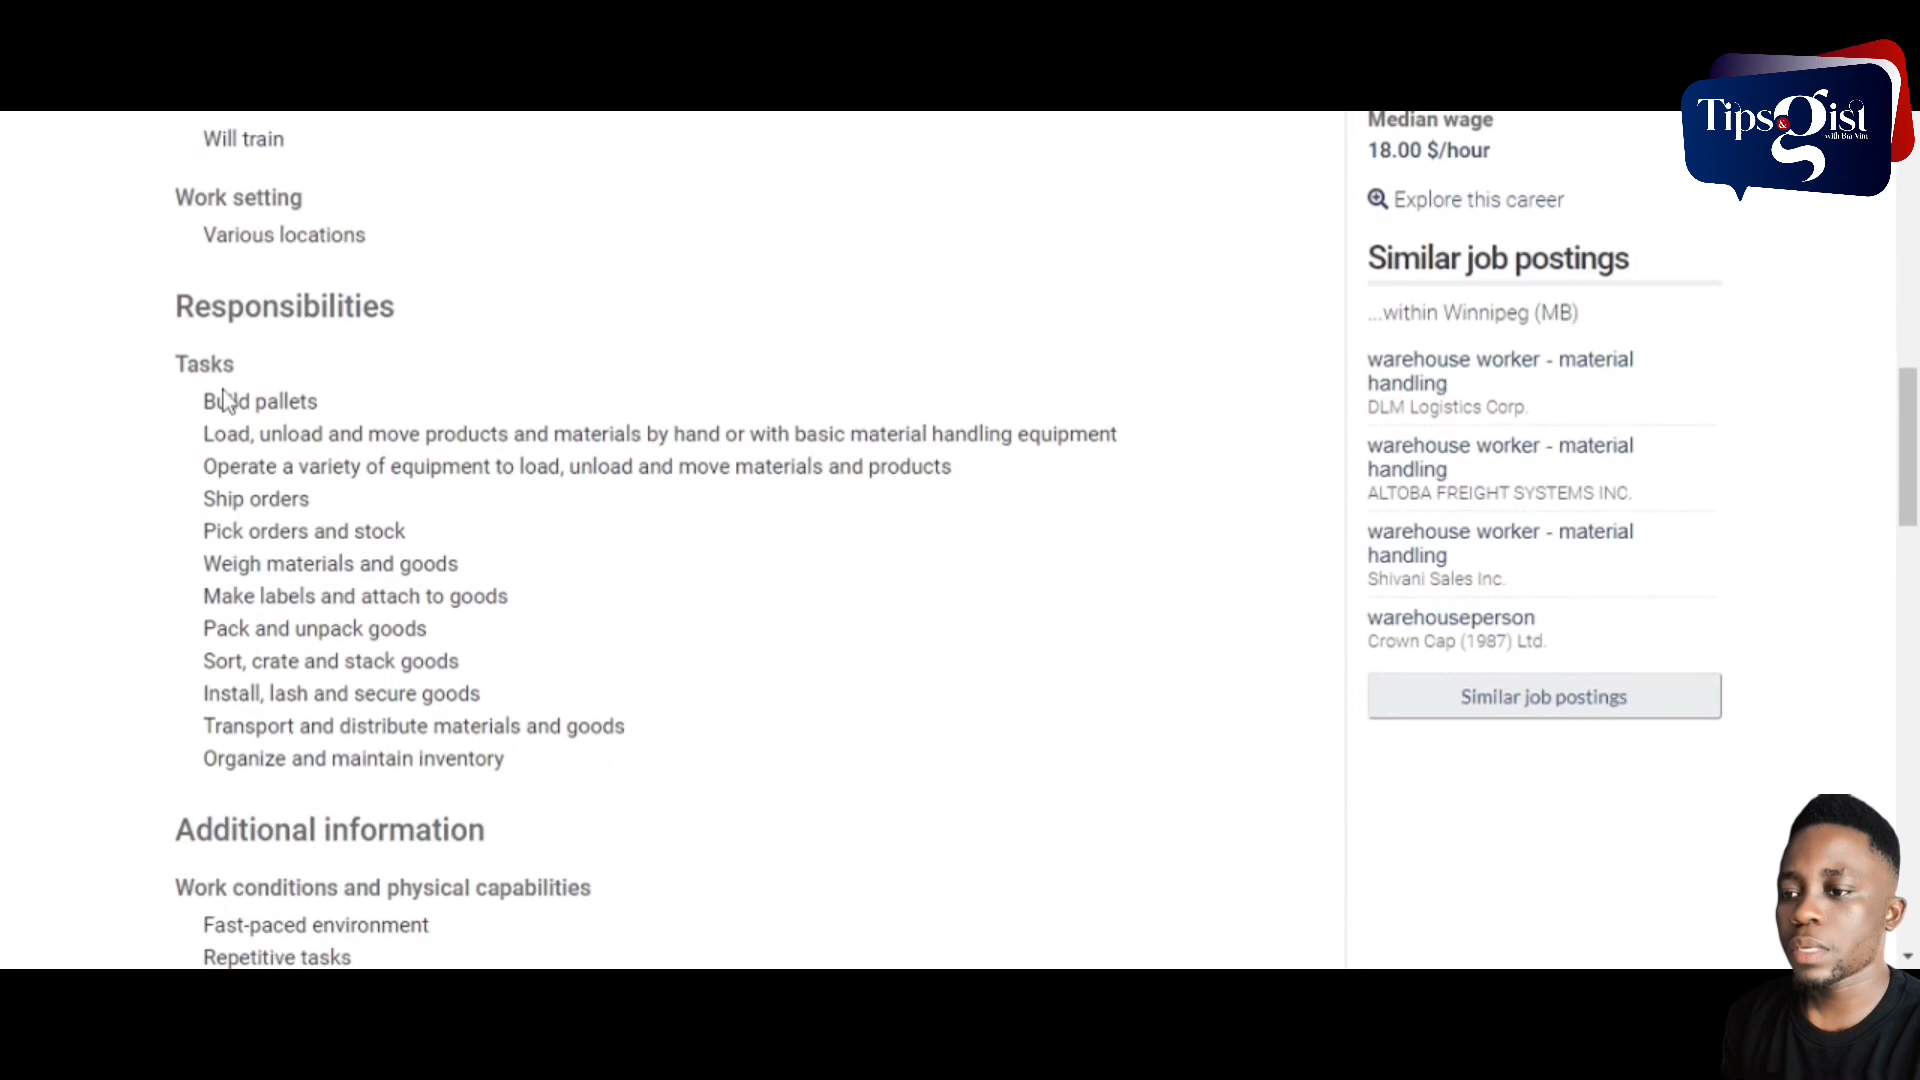 Will train
Work setting
Various locations
Responsibilities
Tasks
Build pallets
Load, unload and move products and materials by hand or with basic material handling equipment
Operate a variety of equipment to load, unload and move materials and products
Ship orders
Pick orders and stock
Weigh materials and goods
Make labels and attach to goods
Pack and unpack goods
Sort, crate and stack goods
Install, lash and secure goods
Transport and distribute materials and goods
Organize and maintain inventory
Additional information
Work conditions and physical capabilities
Fast-paced environment
Repetitive tasks
Median wage
18.00 $/hour
Explore this career
Similar job postings
...within Winnipeg (MB)
warehouse worker - material
handling
DLM Logistics Corp.
warehouse worker - material
handling
ALTOBA FREIGHT SYSTEMS INC.
warehouse worker - material
handling
Shivani Sales Inc.
warehouseperson
Crown Cap (1987) Ltd.
Similar job postings
Tips & gist